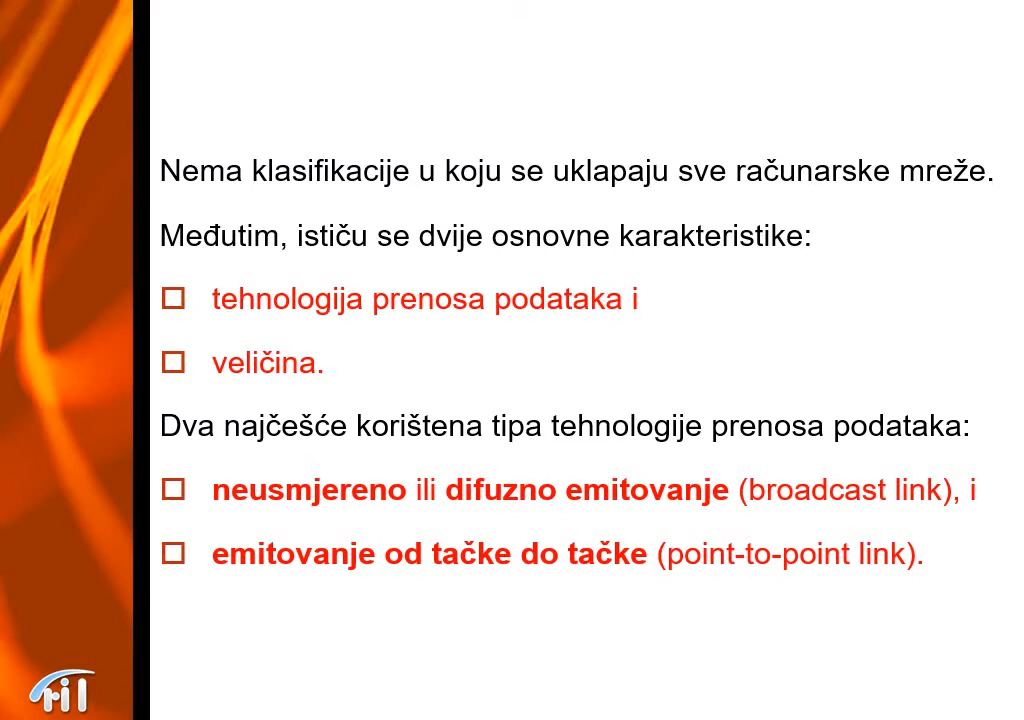 Nema klasifikacije u koju se uklapaju sve računarske mreže.
Međutim, ističu se dvije osnovne karakteristike:
tehnologija prenosa podataka i
veličina.
Dva najčešće korištena tipa tehnologije prenosa podataka:
neusmjereno ili difuzno emitovanje (broadcast link), i
emitovanje od tačke do tačke (point-to-point link).
ril